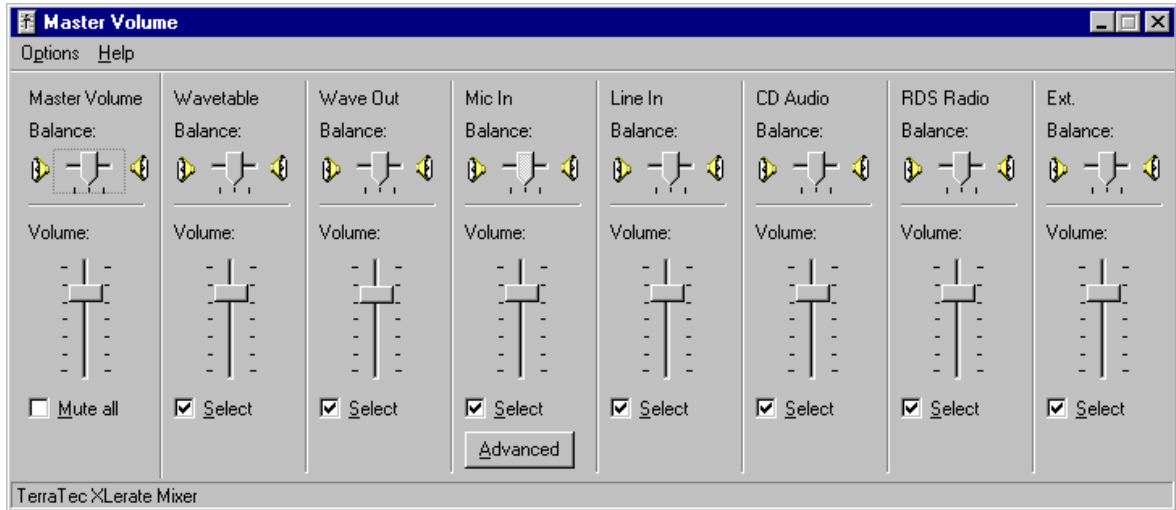 Master Volume
Options Help
Master Volume Wavetable Wave Out Mic In Line In CD Audio RDS Radio Ext.
Balance: Balance: Balance: Balance: Balance: Balance: Balance: Balance:
Volume: Volume: Volume: Volume: Volume: Volume: Volume: Volume:
Mute all Select Select Select Select Select Select Select
Advanced
TerraTec XLerate Mixer